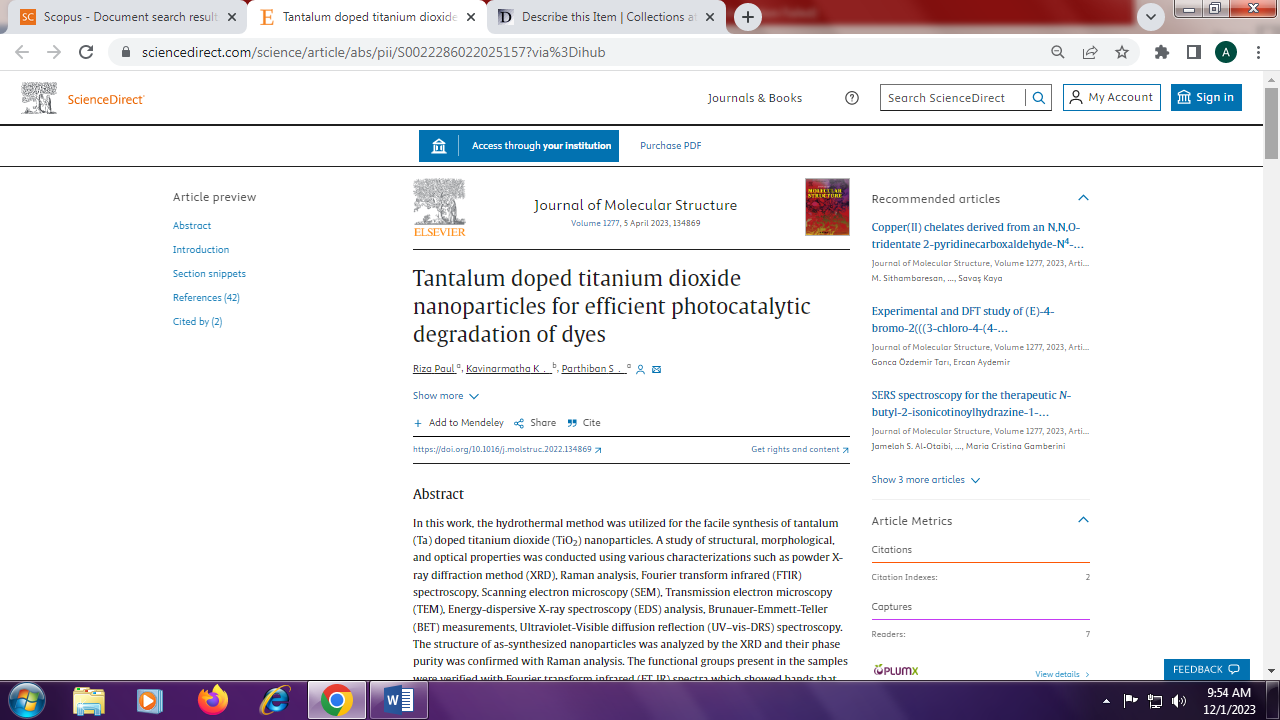 Scopus - Document search result
Tantalum doped titanium dioxide
Describe this Item | Collections a
sciencedirect.com/science/article/abs/pii/S0022286022025157?via%3Dihub
A
ScienceDirect
Journals & Books
Search ScienceDirect
My Account
Sign in
Access through your institution
Purchase PDF
Article preview
Abstract
Introduction
Section snippets
References (42)
Cited by (2)
ELSEVIER
Journal of Molecular Structure
Volume 1277, 5 April 2023, 134869
MOLECULAR
STRUCTURE
Tantalum doped titanium dioxide
nanoparticles for efficient photocatalytic
degradation of dyes
Riza Paul a, Kavinarmatha K . b, Parthiban S . a
Show more
Add to Mendeley
Share
Cite
https://doi.org/10.1016/j.molstruc.2022.134869
Get rights and content
Abstract
In this work, the hydrothermal method was utilized for the facile synthesis of tantalum
(Ta) doped titanium dioxide (TiO2) nanoparticles. A study of structural, morphological,
and optical properties was conducted using various characterizations such as powder X-
ray diffraction method (XRD), Raman analysis, Fourier transform infrared (FTIR)
spectroscopy, Scanning electron microscopy (SEM), Transmission electron microscopy
(TEM), Energy-dispersive X-ray spectroscopy (EDS) analysis, Brunauer-Emmett-Teller
(BET) measurements, Ultraviolet-Visible diffusion reflection (UV–vis-DRS) spectroscopy.
The structure of as-synthesized nanoparticles was analyzed by the XRD and their phase
purity was confirmed with Raman analysis. The functional groups present in the samples
were verified with Fourier transform infrared (FT-IR) spectra which showed bands that
Recommended articles
Copper(II) chelates derived from an N,N,O-
tridentate 2-pyridinecarboxaldehyde-N4-…
Journal of Molecular Structure, Volume 1277, 2023, Arti…
M. Sithambaresan, …, Savaş Kaya
Experimental and DFT study of (E)-4-
bromo-2(((3-chloro-4-(4-…
Journal of Molecular Structure, Volume 1277, 2023, Arti…
Gonca Özdemir Tarı, Ercan Aydemir
SERS spectroscopy for the therapeutic N-
butyl-2-isonicotinoylhydrazine-1-…
Journal of Molecular Structure, Volume 1277, 2023, Arti…
Jamelah S. Al-Otaibi, …, Maria Cristina Gamberini
Show 3 more articles
Article Metrics
Citations
Citation Indexes: 2
Captures
Readers: 7
PLUMX
View details
FEEDBACK
9:54 AM
12/1/2023